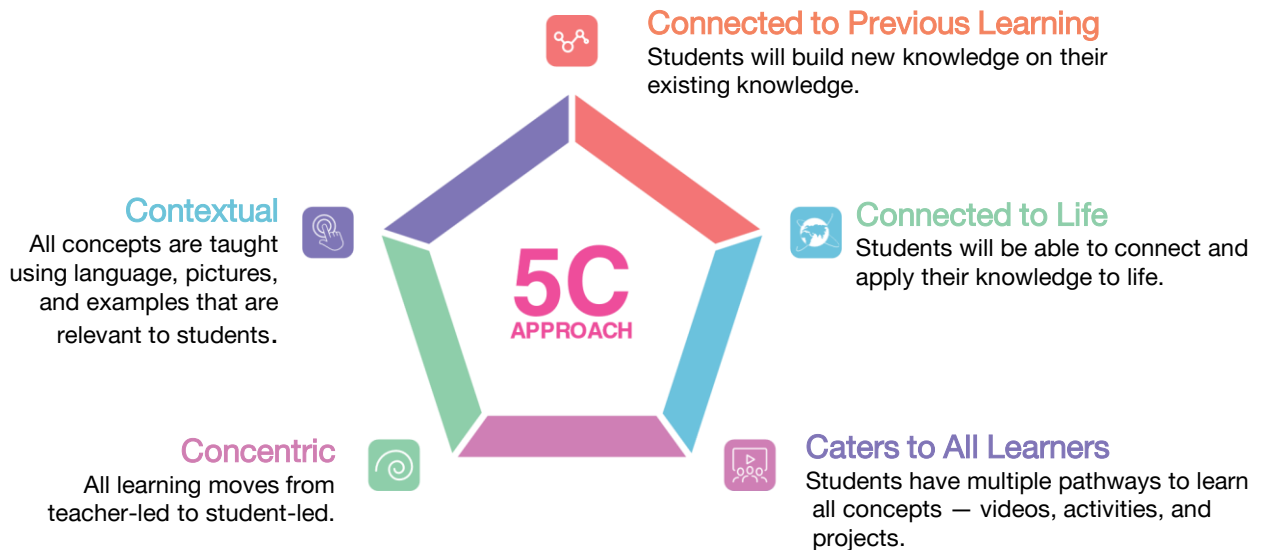 Connected to Previous Learning
Students will build new knowledge on their
existing knowledge.
Contextual
All concepts are taught
using language, pictures,
and examples that are
relevant to students.
Connected to Life
Students will be able to connect and
apply their knowledge to life.
5C
APPROACH
Concentric
All learning moves from
teacher-led to student-led.
Caters to All Learners
Students have multiple pathways to learn
all concepts — videos, activities, and
projects.